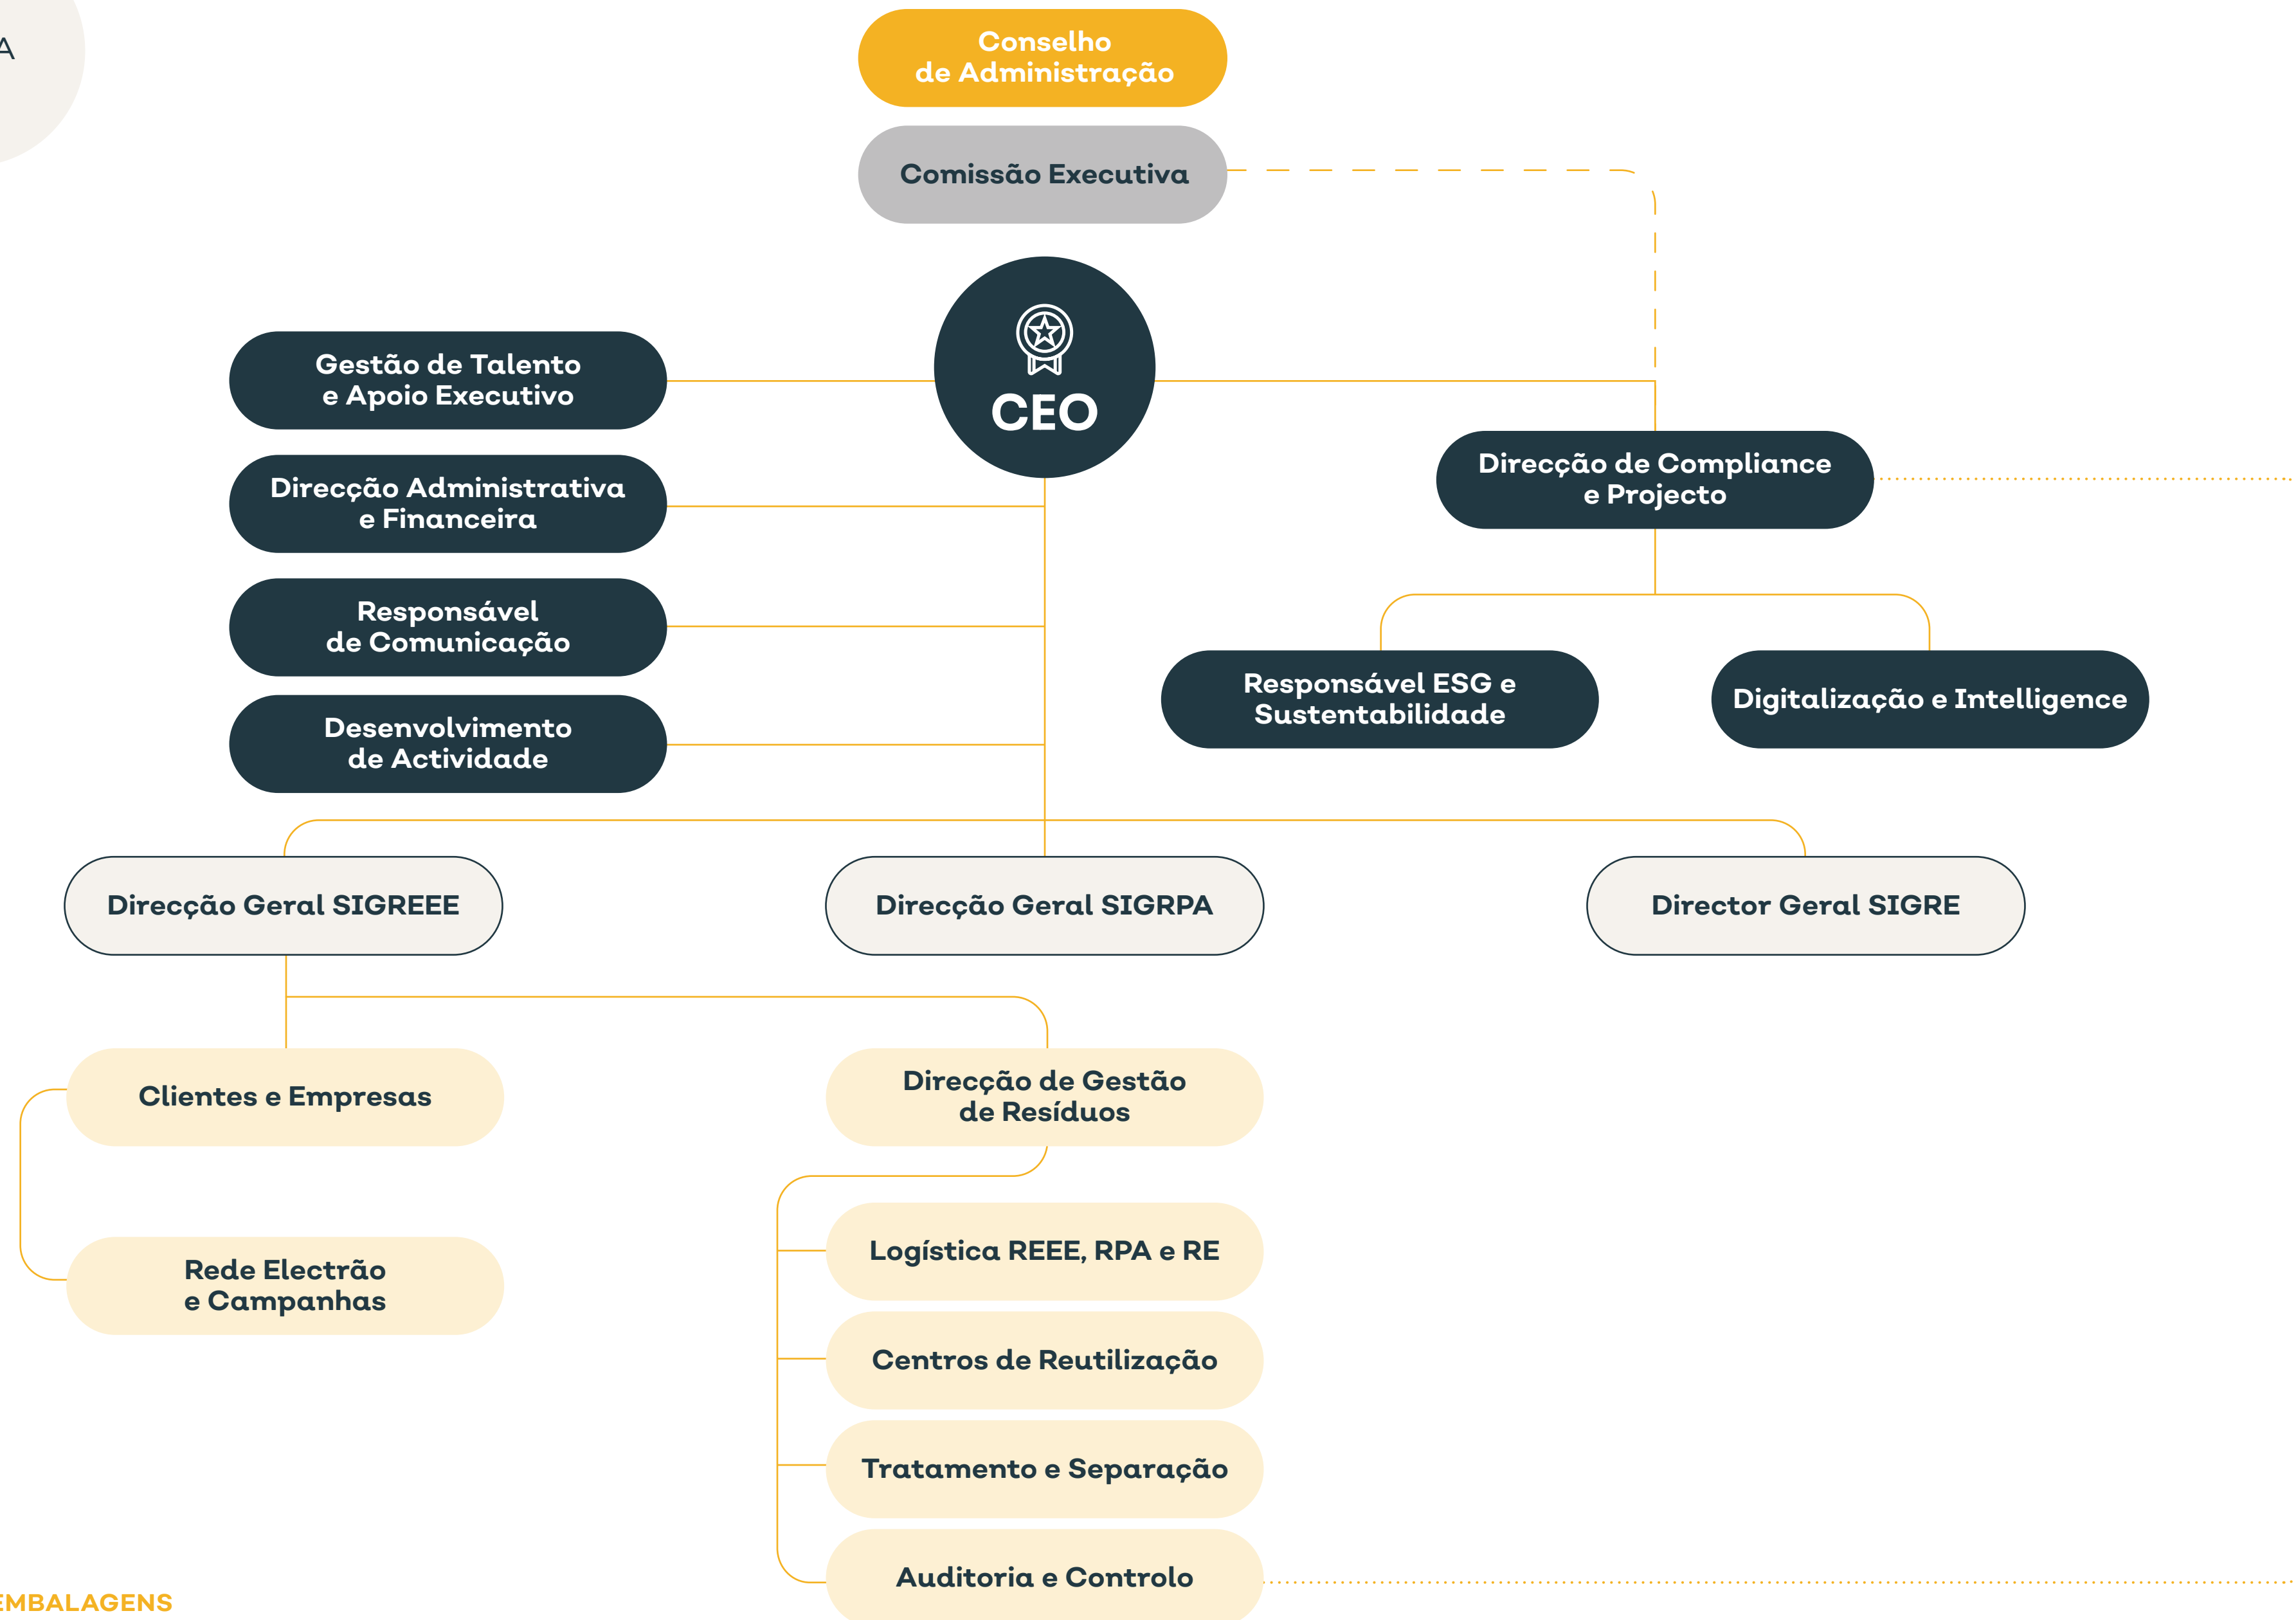 A
Conselho
de Administração
Comissão Executiva
CEO
Gestão de Talento
e Apoio Executivo
Direcção Administrativa
e Financeira
Responsável
de Comunicação
Desenvolvimento
de Actividade
Direcção de Compliance
e Projecto
Responsável ESG e
Sustentabilidade
Digitalização e Intelligence
Direcção Geral SIGREEE
Direcção Geral SIGRPA
Director Geral SIGRE
Clientes e Empresas
Rede Electrão
e Campanhas
Direcção de Gestão
de Resíduos
Logística REEE, RPA e RE
Centros de Reutilização
Tratamento e Separação
Auditoria e Controlo
EMBALAGENS